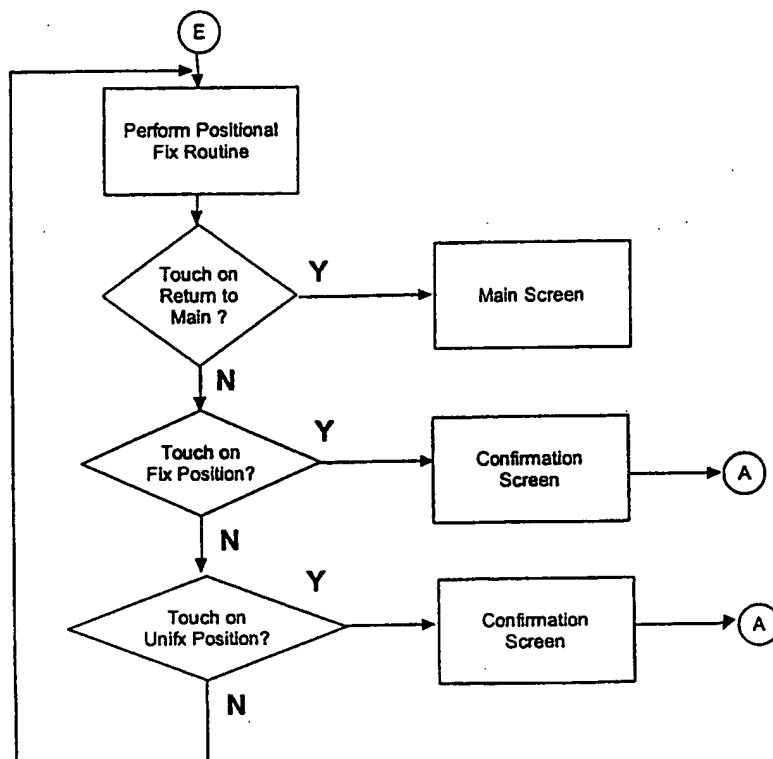 E
Perform Positional
Fix Routine
Touch on
Return to
Main ?
Y
Main Screen
N
Touch on
Fix Position?
Y
Confirmation
Screen
A
N
Touch on
Unifx Position?
Y
Confirmation
Screen
A
N